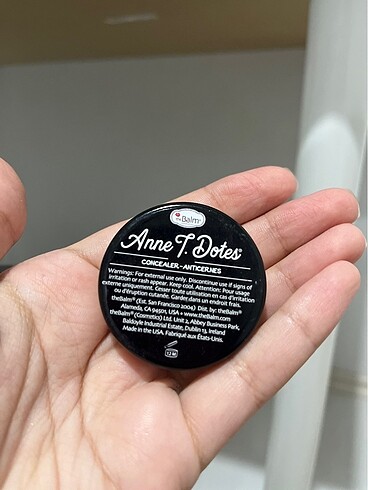 the Balm®
Anne T. Dotes®
CONCEALER-ANTICERNES
Warnings: For external use only. Discontinue use if signs of
irritation or rash appear. Keep cool. Attention: Pour usage
externe uniquement. Cesser toute utilisation en cas d'irritation
ou d'éruption cutanée. Garder dans un endroit frais.
theBalm® (Est. San Francisco 2004) Dist. by: theBalm®
Alameda, CA 94501, USA • www.theBalm.com
theBalm® (Cosmetics) Ltd. Unit 2, Abbey Business Park,
Baldoyle Industrial Estate, Dublin 13, Ireland
Made in the USA. Fabriqué aux États-Unis.
12 M